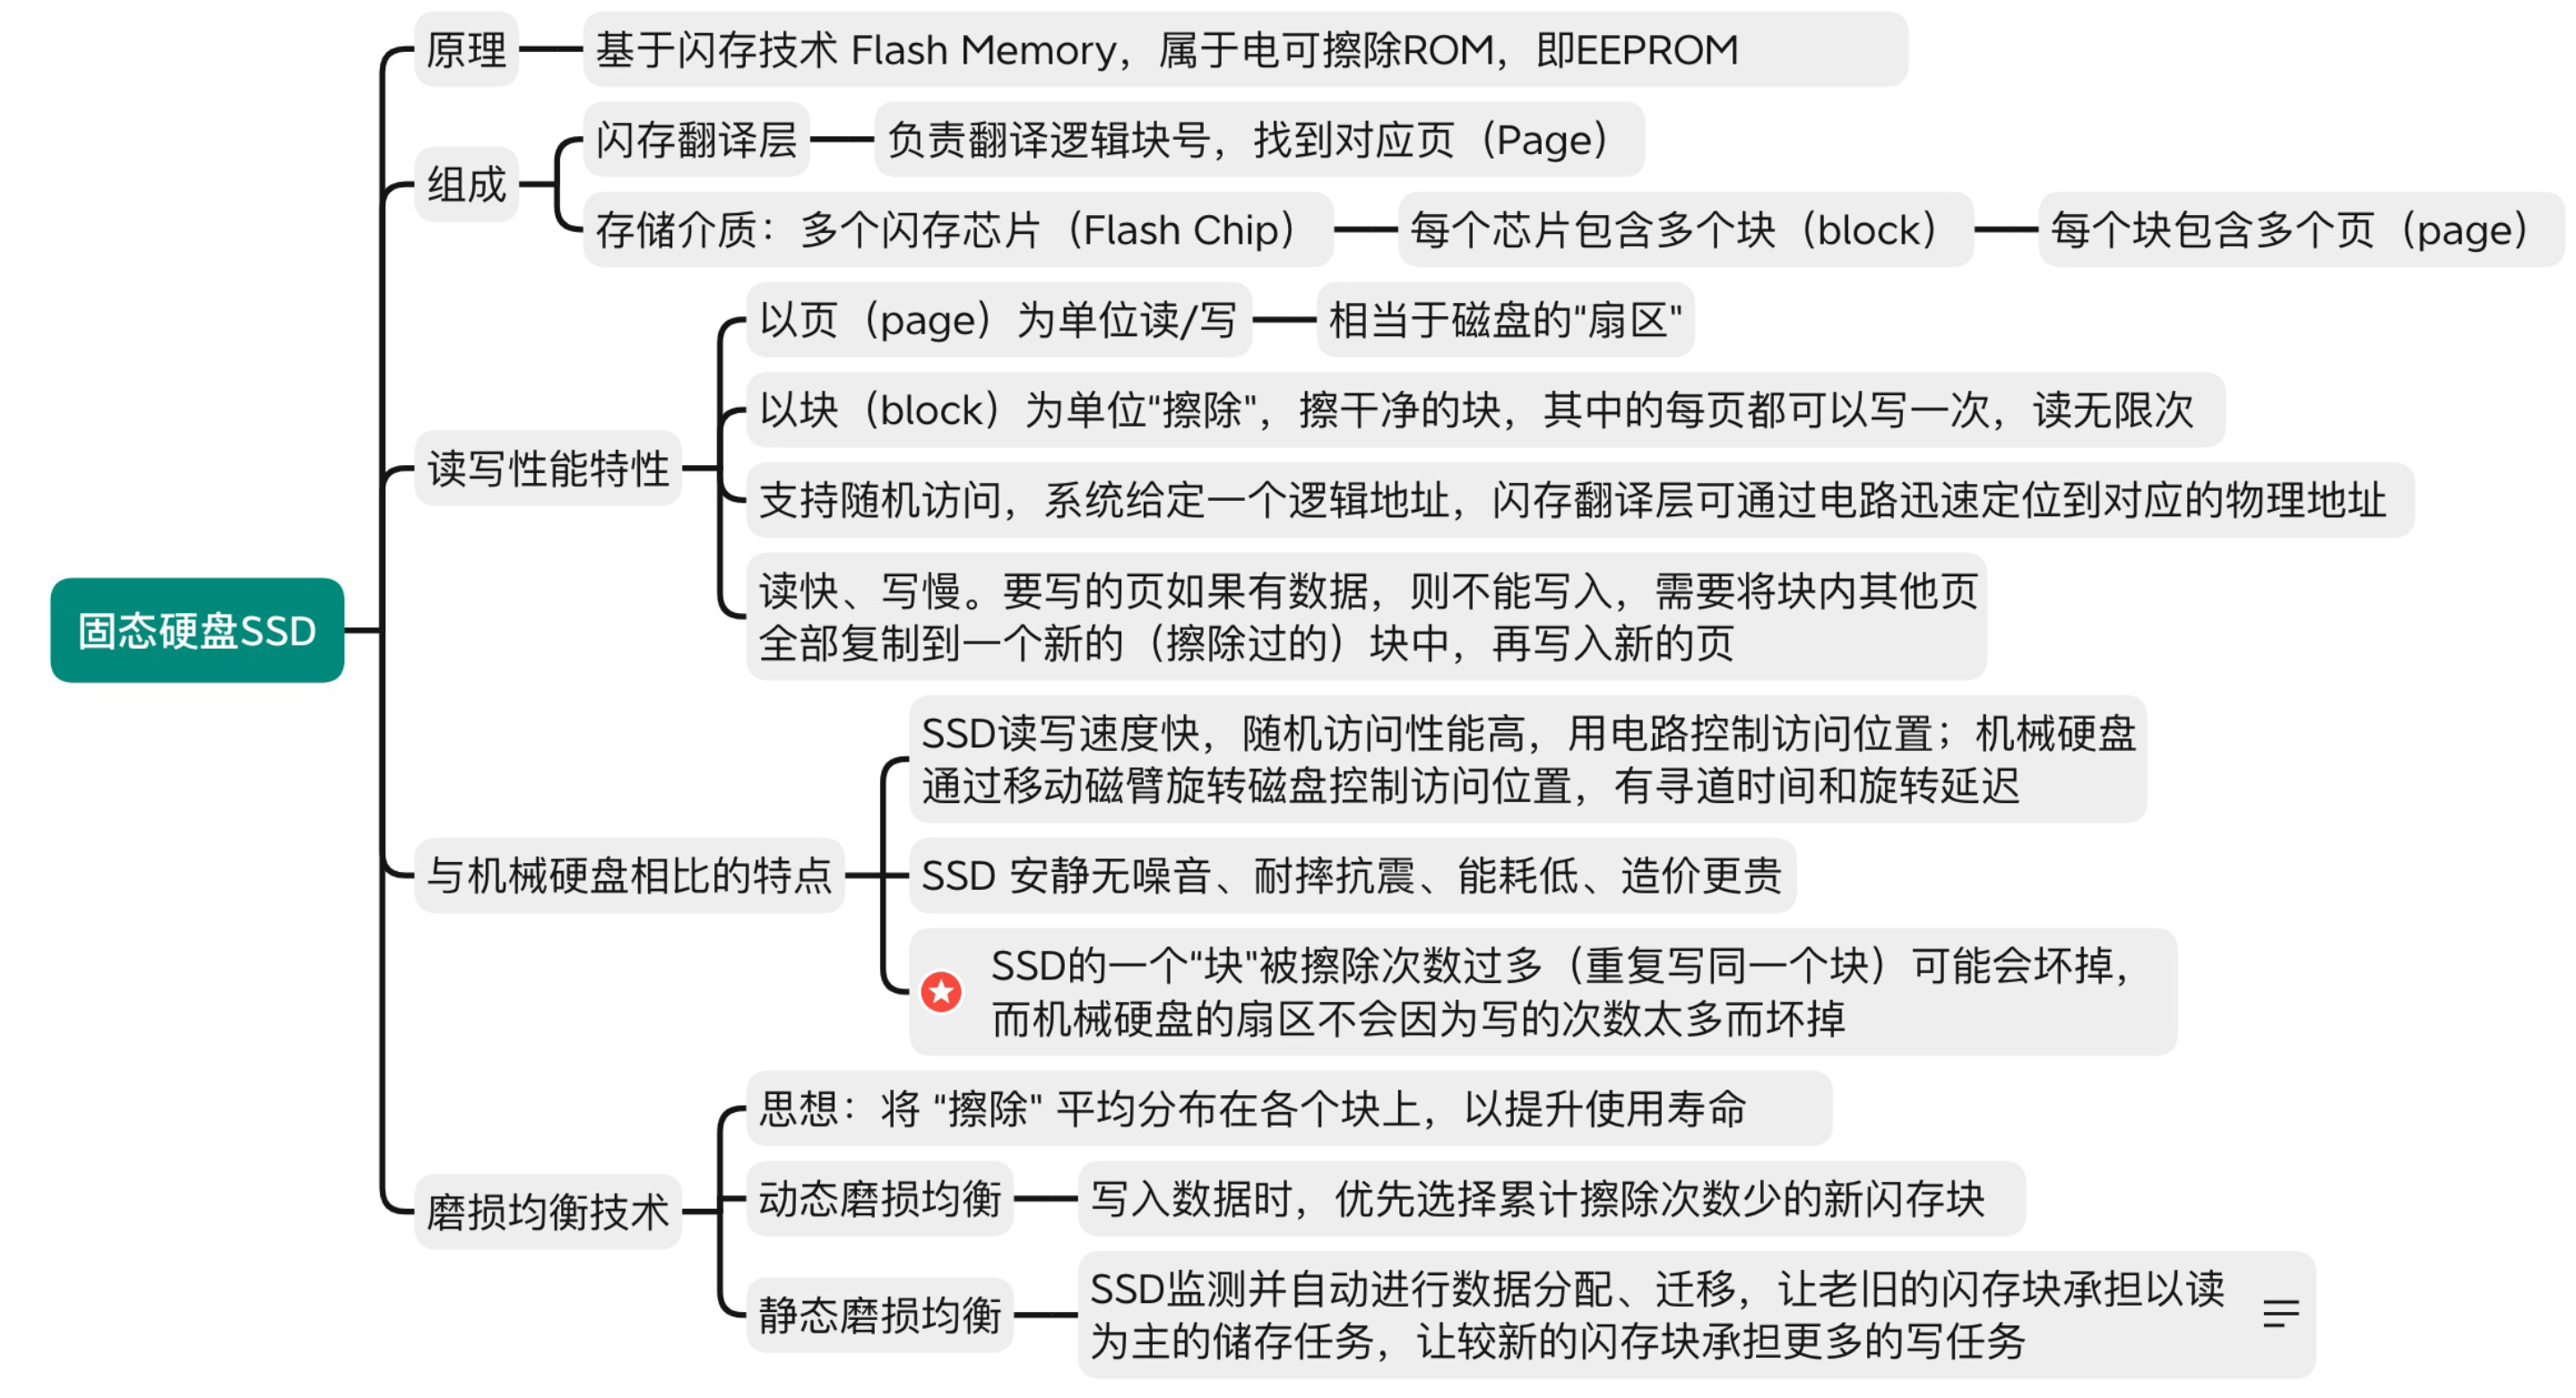 原理
基于闪存技术 Flash Memory，属于电可擦除ROM，即EEPROM
组成
闪存翻译层
负责翻译逻辑块号，找到对应页（Page）
存储介质：多个闪存芯片（Flash Chip）
每个芯片包含多个块（block）
每个块包含多个页（page）
固态硬盘SSD
读写性能特性
以页（page）为单位读/写
相当于磁盘的"扇区"
以块（block）为单位"擦除"，擦干净的块，其中的每页都可以写一次，读无限次
支持随机访问，系统给定一个逻辑地址，闪存翻译层可通过电路迅速定位到对应的物理地址
读快、写慢。要写的页如果有数据，则不能写入，需要将块内其他页
全部复制到一个新的（擦除过的）块中，再写入新的页
与机械硬盘相比的特点
SSD读写速度快，随机访问性能高，用电路控制访问位置；机械硬盘
通过移动磁臂旋转磁盘控制访问位置，有寻道时间和旋转延迟
SSD 安静无噪音、耐摔抗震、能耗低、造价更贵
SSD的一个"块"被擦除次数过多（重复写同一个块）可能会坏掉，
而机械硬盘的扇区不会因为写的次数太多而坏掉
磨损均衡技术
思想：将 "擦除" 平均分布在各个块上，以提升使用寿命
动态磨损均衡
写入数据时，优先选择累计擦除次数少的新闪存块
静态磨损均衡
SSD监测并自动进行数据分配、迁移，让老旧的闪存块承担以读
为主的储存任务，让较新的闪存块承担更多的写任务